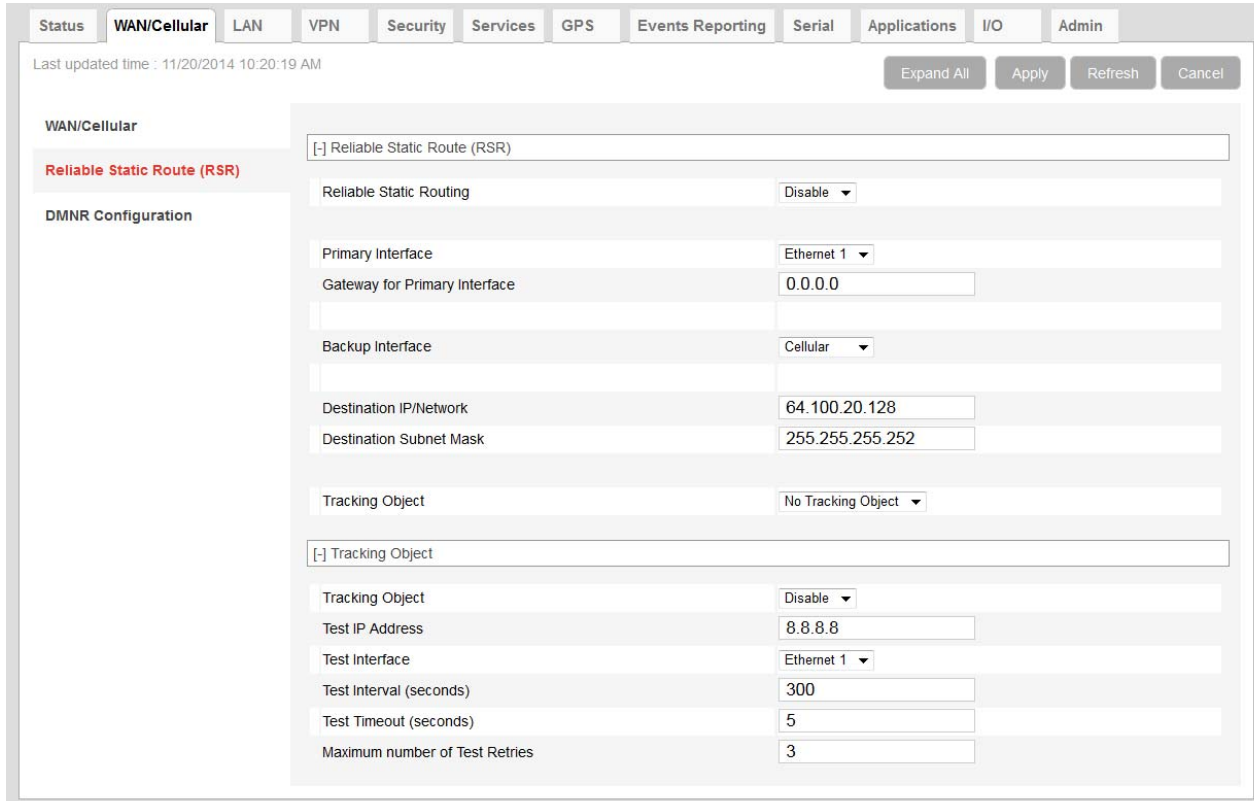 Status WAN/Cellular LAN VPN Security Services GPS Events Reporting Serial Applications I/O Admin
Last updated time : 11/20/2014 10:20:19 AM
Expand All Apply Refresh Cancel
WAN/Cellular
Reliable Static Route (RSR)
DMNR Configuration
[-] Reliable Static Route (RSR)
Reliable Static Routing Disable
Primary Interface Ethernet 1
Gateway for Primary Interface 0.0.0.0
Backup Interface Cellular
Destination IP/Network 64.100.20.128
Destination Subnet Mask 255.255.255.252
Tracking Object No Tracking Object
[-] Tracking Object
Tracking Object Disable
Test IP Address 8.8.8.8
Test Interface Ethernet 1
Test Interval (seconds) 300
Test Timeout (seconds) 5
Maximum number of Test Retries 3